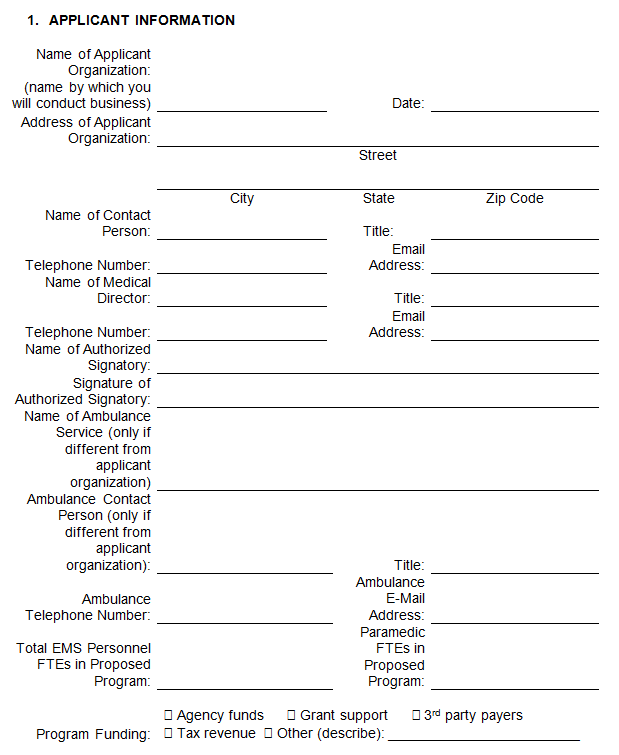 1. APPLICANT INFORMATION
Name of Applicant
Organization:
(name by which you
will conduct business) Date:
Address of Applicant
Organization:
Street
City State Zip Code
Name of Contact
Person: Title:
Email
Telephone Number: Address:
Name of Medical
Director: Title:
Email
Telephone Number: Address:
Name of Authorized
Signatory:
Signature of
Authorized Signatory:
Name of Ambulance
Service (only if
different from
applicant
organization)
Ambulance Contact
Person (only if
different from
applicant
organization): Title:
Ambulance
Ambulance E-Mail
Telephone Number: Address:
Paramedic
Total EMS Personnel FTEs in
FTEs in Proposed Proposed
Program: Program:
☐ Agency funds ☐ Grant support ☐ 3rd party payers
Program Funding: ☐ Tax revenue ☐ Other (describe):